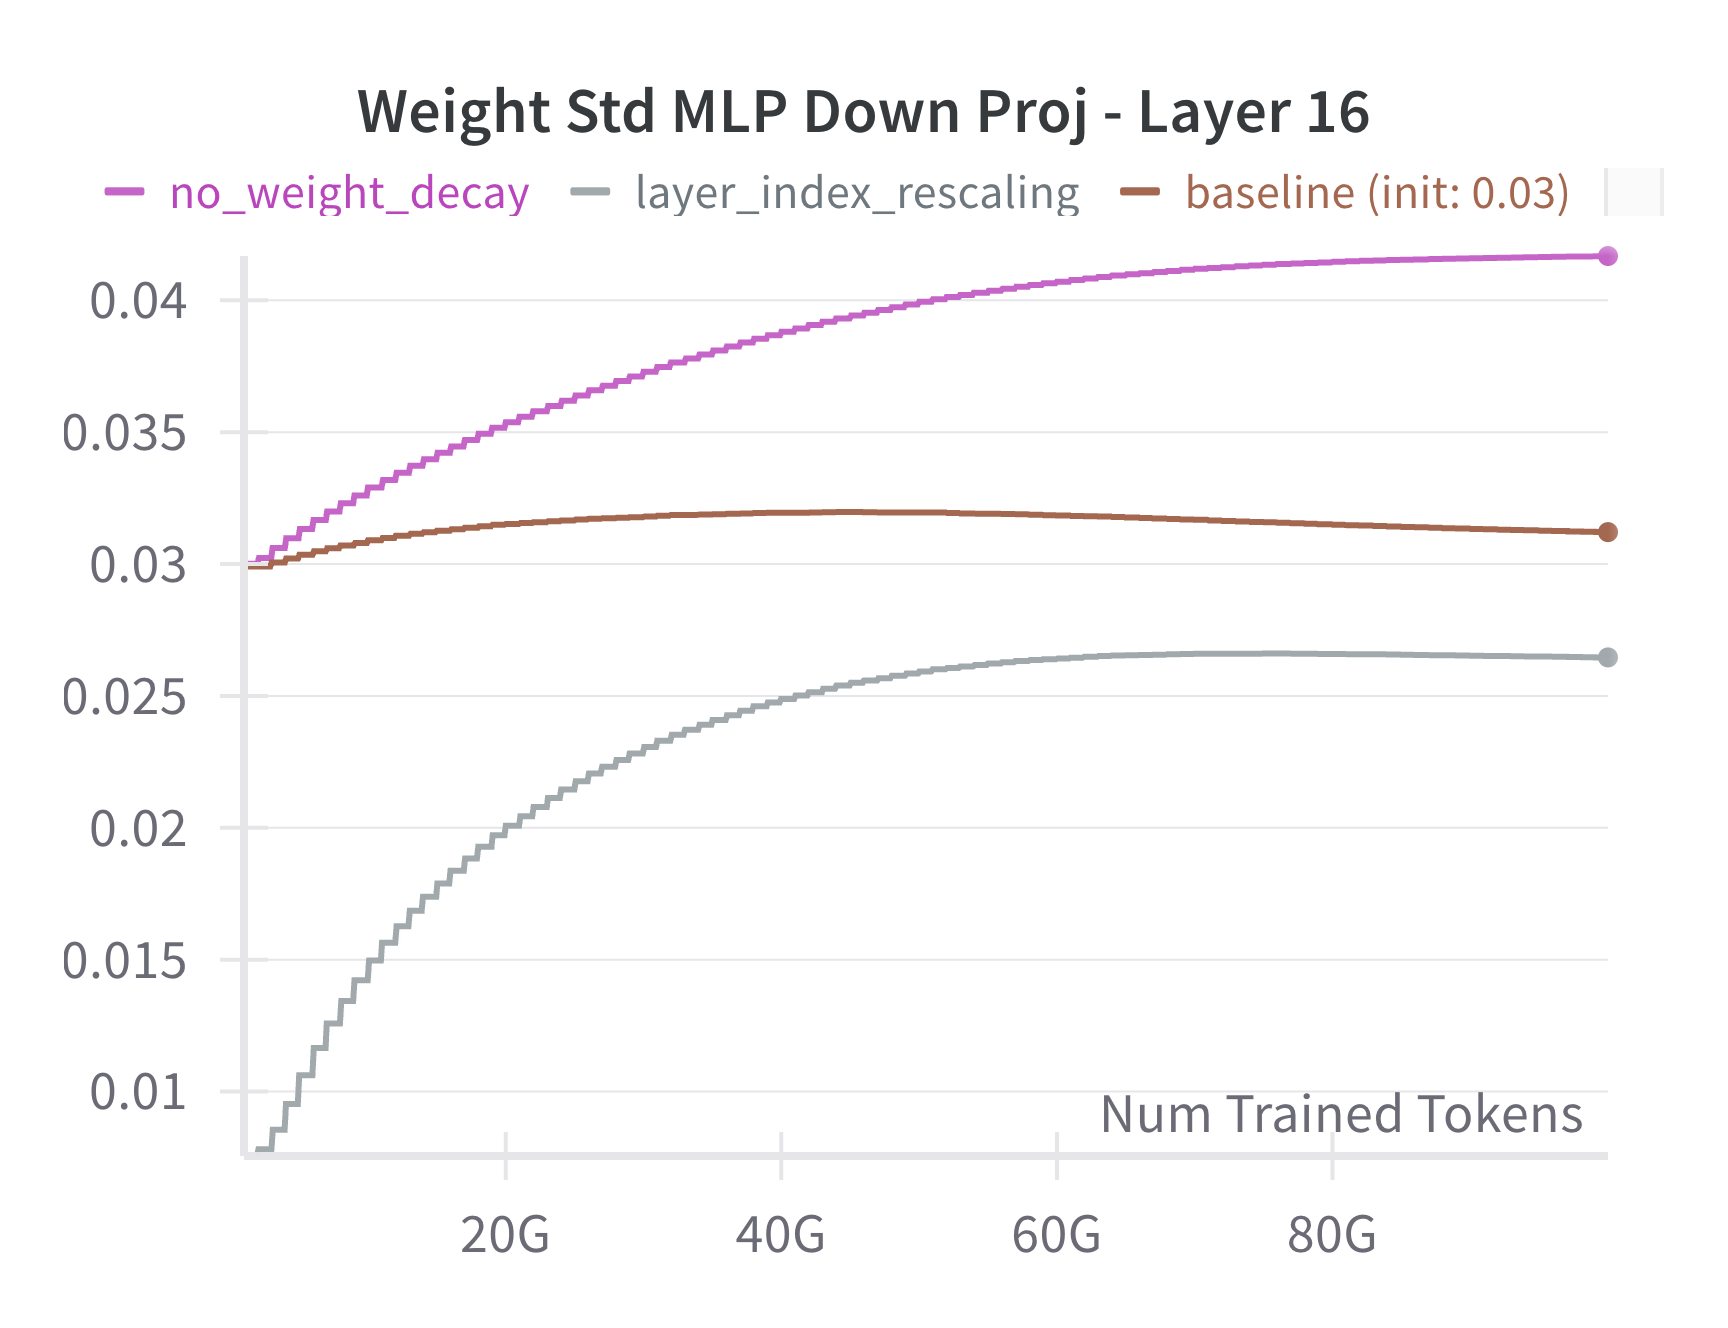 Weight Std MLP Down Proj - Layer 16
no_weight_decay layer_index_rescaling baseline (init: 0.03)
0.04
0.035
0.03
0.025
0.02
0.015
0.01
Num Trained Tokens
20G 40G 60G 80G